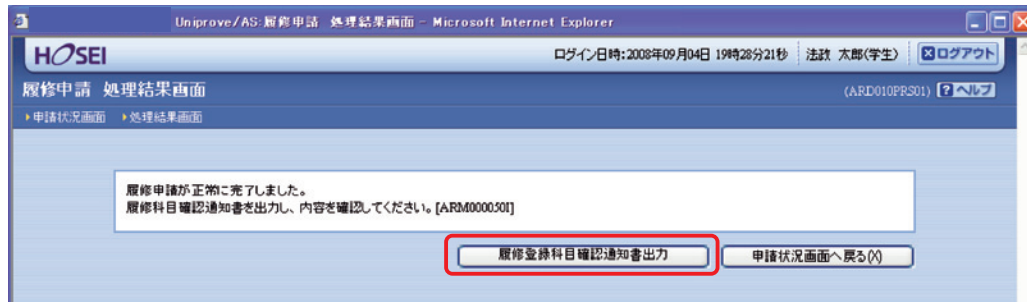 Uniprove/AS:履修申請 処理結果画面 - Microsoft Internet Explorer
HOSEI ログイン日時:2008年09月04日 19時28分21秒 法政 太郎(学生) ログアウト
履修申請 処理結果画面 (ARD010PRS01) ? ヘルプ
申請状況画面 処理結果画面
履修申請が正常に完了しました。
履修科目確認通知書を出力し、内容を確認してください。[ARM000050I]
履修登録科目確認通知書出力 申請状況画面へ戻る(X)